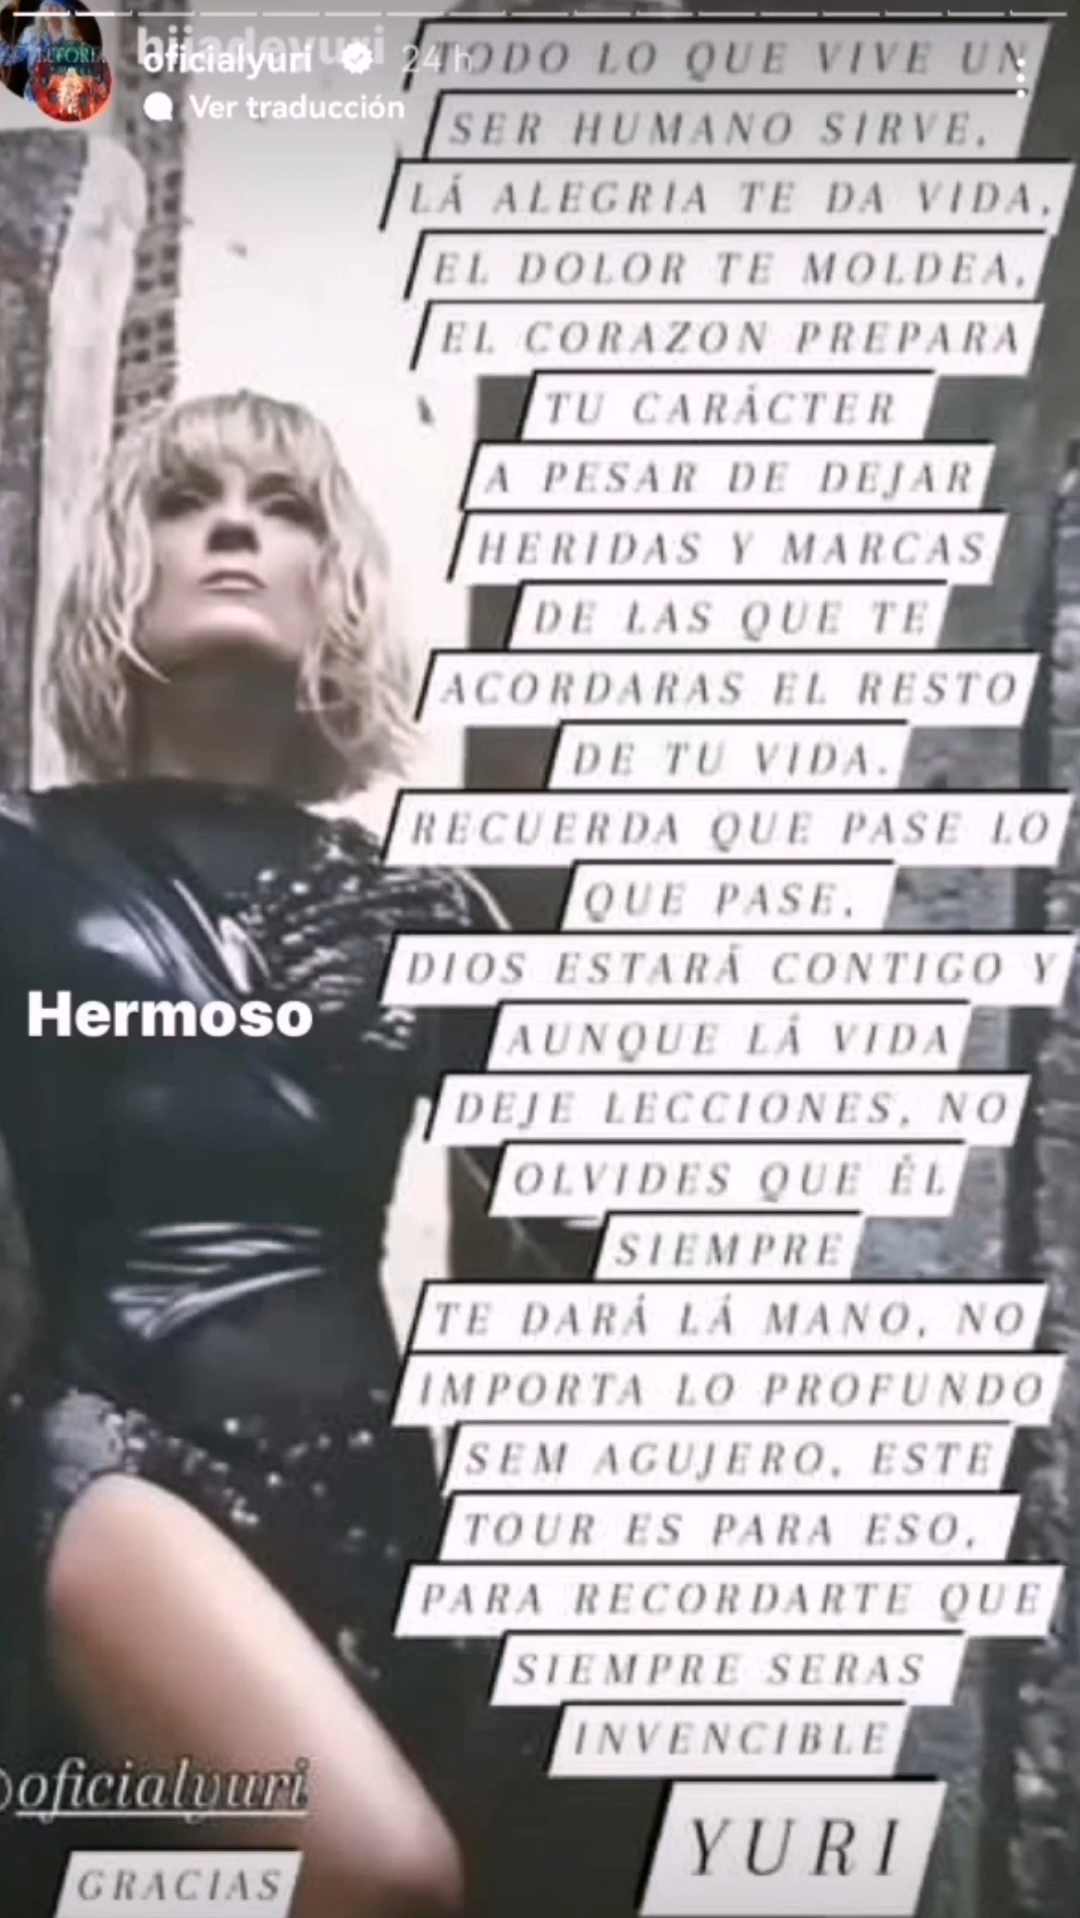 oficialyuri 24 h
Ver traducción
TODO LO QUE VIVE UN
SER HUMANO SIRVE,
LÁ ALEGRIA TE DA VIDA,
EL DOLOR TE MOLDEA,
EL CORAZON PREPARA
TU CARÁCTER
A PESAR DE DEJAR
HERIDAS Y MARCAS
DE LAS QUE TE
ACORDARAS EL RESTO
DE TU VIDA.
RECUERDA QUE PASE LO
QUE PASE,
DIOS ESTARÁ CONTIGO Y
AUNQUE LÁ VIDA
DEJE LECCIONES, NO
OLVIDES QUE ÉL
SIEMPRE
TE DARÁ LÁ MANO, NO
IMPORTA LO PROFUNDO
SEM AGUJERO, ESTE
TOUR ES PARA ESO,
PARA RECORDARTE QUE
SIEMPRE SERAS
INVENCIBLE
YURI
Hermoso
@oficialyuri
GRACIAS